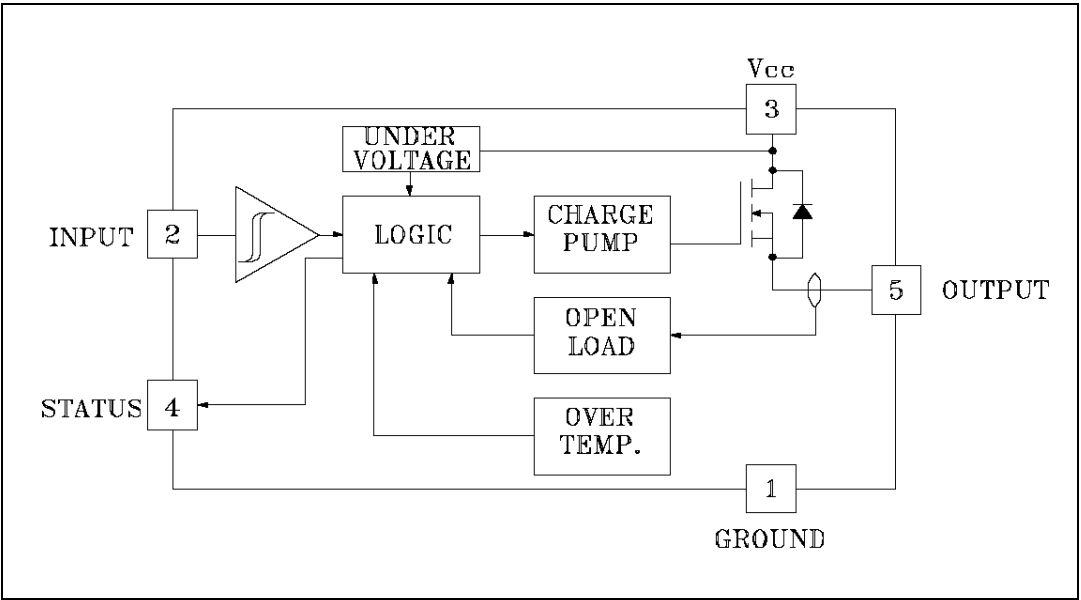 Vcc
3
UNDER
VOLTAGE
INPUT
2
LOGIC
CHARGE
PUMP
5
OUTPUT
OPEN
LOAD
STATUS
4
OVER
TEMP.
1
GROUND